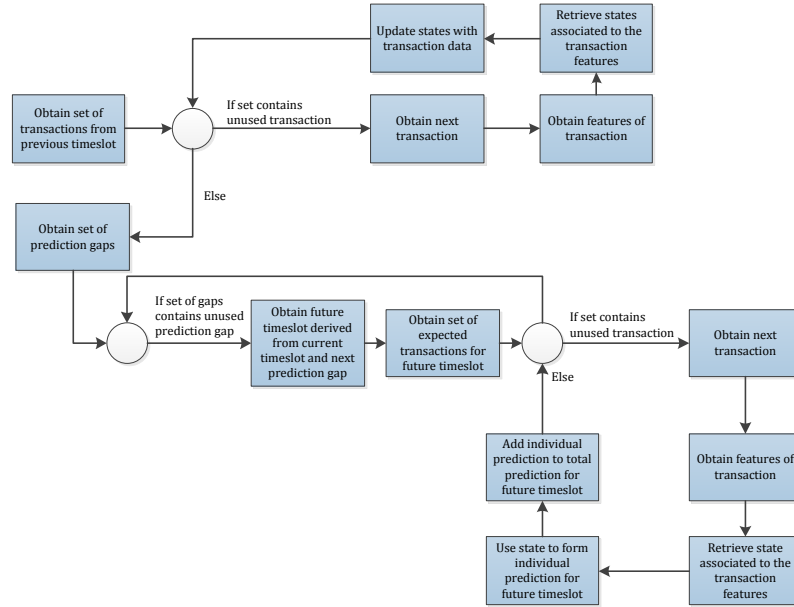 Update states with
transaction data
Retrieve states
associated to the
transaction
features
Obtain set of
transactions from
previous timeslot
If set contains
unused transaction
Obtain next
transaction
Obtain features of
transaction
Else
Obtain set of
prediction gaps
If set of gaps
contains unused
prediction gap
Obtain future
timeslot derived
from current
timeslot and next
prediction gap
Obtain set of
expected
transactions for
future timeslot
If set contains
unused transaction
Obtain next
transaction
Else
Add individual
prediction to total
prediction for
future timeslot
Obtain features of
transaction
Use state to form
individual
prediction for
future timeslot
Retrieve state
associated to the
transaction
features